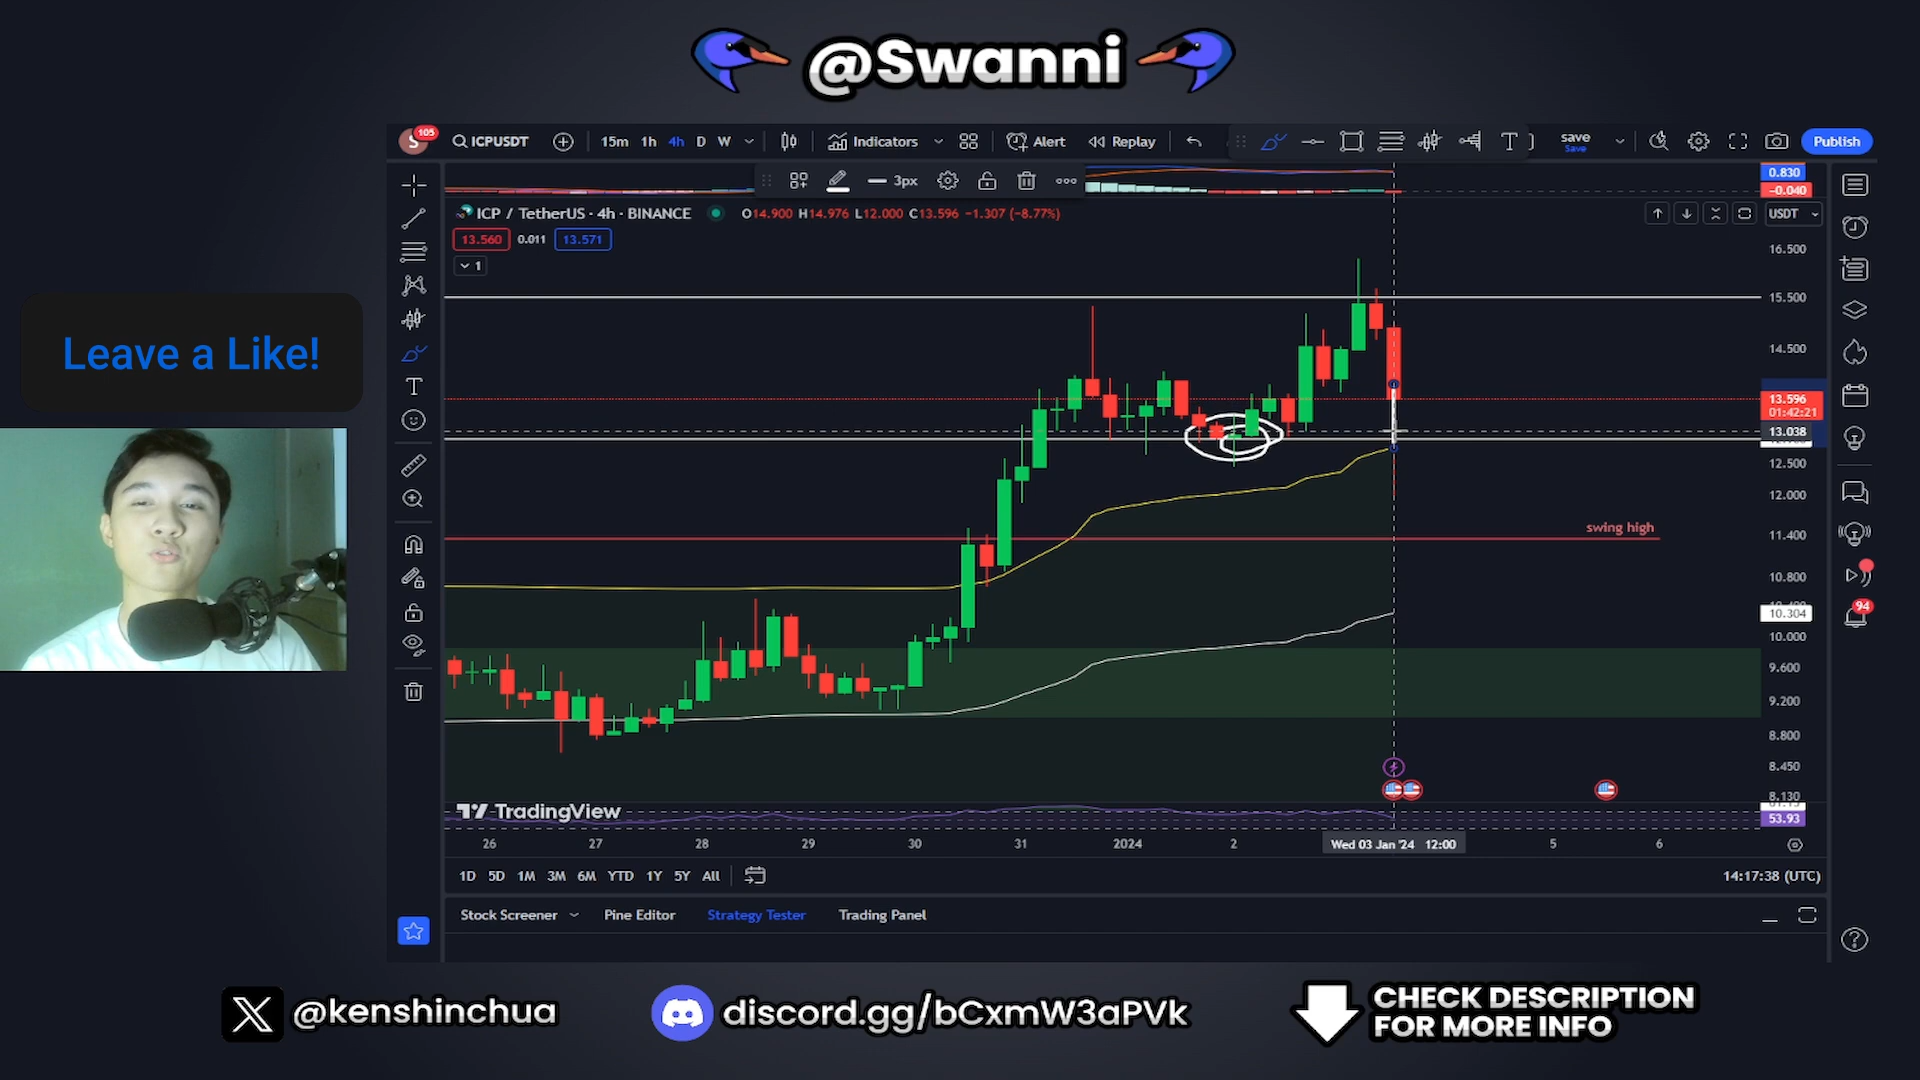 @Swanni
S 105 ICPUSDT 15m 1h 4h D W Indicators Alert Replay T save Save Publish
3px
0.830
-0.040
ICP / TetherUS · 4h · BINANCE O14.900 H14.976 L12.000 C13.596 −1.307 (−8.77%)
USDT
13.560 0.011 13.571
1
16.500
15.500
14.500
13.596
01:42:21
13.038
12.500
12.000
swing high
11.400
10.800
10.304
10.000
9.600
9.200
8.800
8.450
8.130
53.93
94
Leave a Like!
TradingView
26 27 28 29 30 31 2024 2 Wed 03 Jan '24 12:00 5 6
1D 5D 1M 3M 6M YTD 1Y 5Y All
14:17:38 (UTC)
Stock Screener Pine Editor Strategy Tester Trading Panel
@kenshinchua
discord.gg/bCxmW3aPVk
CHECK DESCRIPTION
FOR MORE INFO